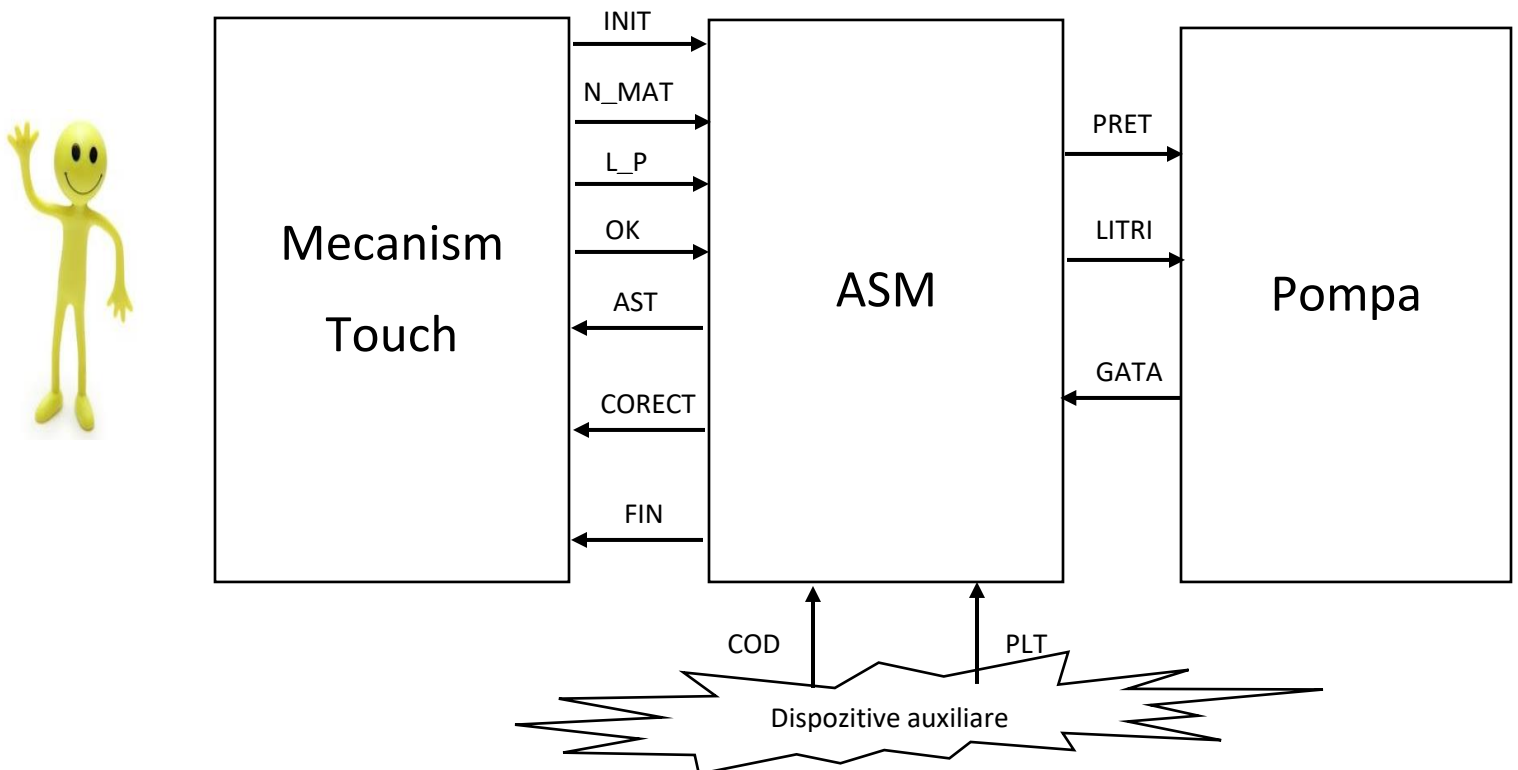 INIT
N_MAT
L_P
OK
AST
CORECT
FIN
Mecanism
Touch
ASM
PRET
LITRI
GATA
Pompa
COD
PLT
Dispozitive auxiliare